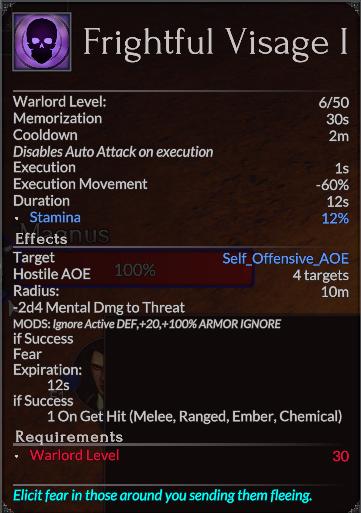 Frightful Visage I
Warlord Level: 6/50
Memorization 30s
Cooldown 2m
Disables Auto Attack on execution
Execution 1s
Execution Movement -60%
Duration 12s
• Stamina 12%
Magnus
Effects
Target Self_Offensive_AOE
Hostile AOE 100% 4 targets
Radius: 10m
-2d4 Mental Dmg to Threat
MODS: Ignore Active DEF,+20,+100% ARMOR IGNORE
if Success
Fear
Expiration:
12s
if Success
1 On Get Hit (Melee, Ranged, Ember, Chemical)
Requirements
• Warlord Level 30
Elicit fear in those around you sending them fleeing.